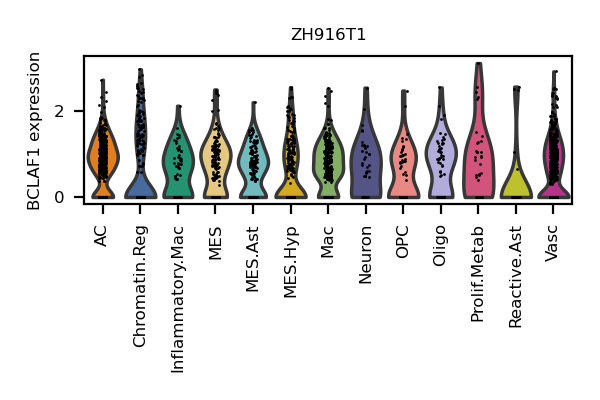 ZH916T1
BCLAF1 expression
2
0
AC
Chromatin.Reg
Inflammatory.Mac
MES
MES.Ast
MES.Hyp
Mac
Neuron
OPC
Oligo
Prolif.Metab
Reactive.Ast
Vasc